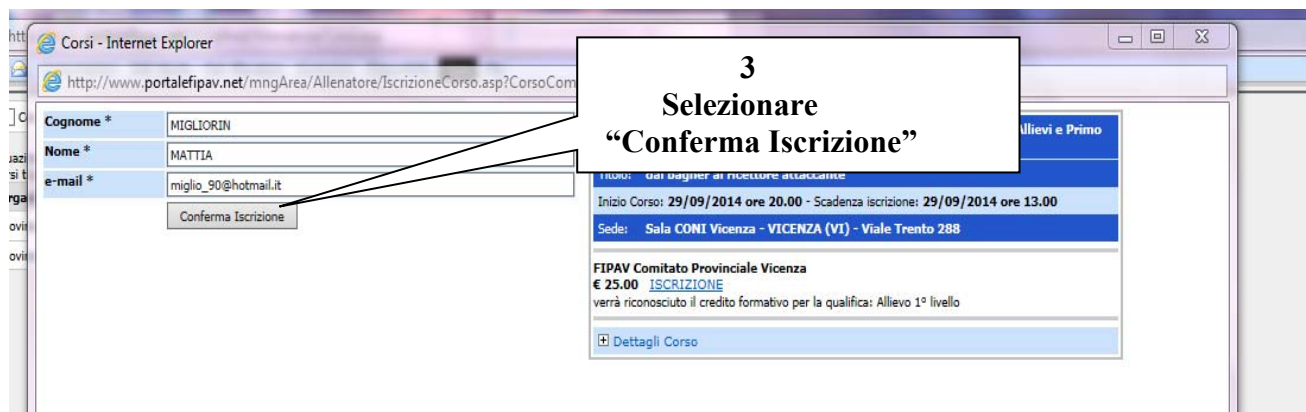 Corsi - Internet Explorer
http://www.portalefipav.net/mngArea/Allenatore/IscrizioneCorso.asp?CorsoCom
3
Selezionare
“Conferma Iscrizione”
Cognome *
MIGLIORIN
Nome *
MATTIA
e-mail *
miglio_90@hotmail.it
Conferma Iscrizione
Allievi e Primo
Titolo: dal bagher al ricettore attaccante
Inizio Corso: 29/09/2014 ore 20.00 - Scadenza iscrizione: 29/09/2014 ore 13.00
Sede: Sala CONI Vicenza - VICENZA (VI) - Viale Trento 288
FIPAV Comitato Provinciale Vicenza
€ 25.00 ISCRIZIONE
verrà riconosciuto il credito formativo per la qualifica: Allievo 1° livello
Dettagli Corso